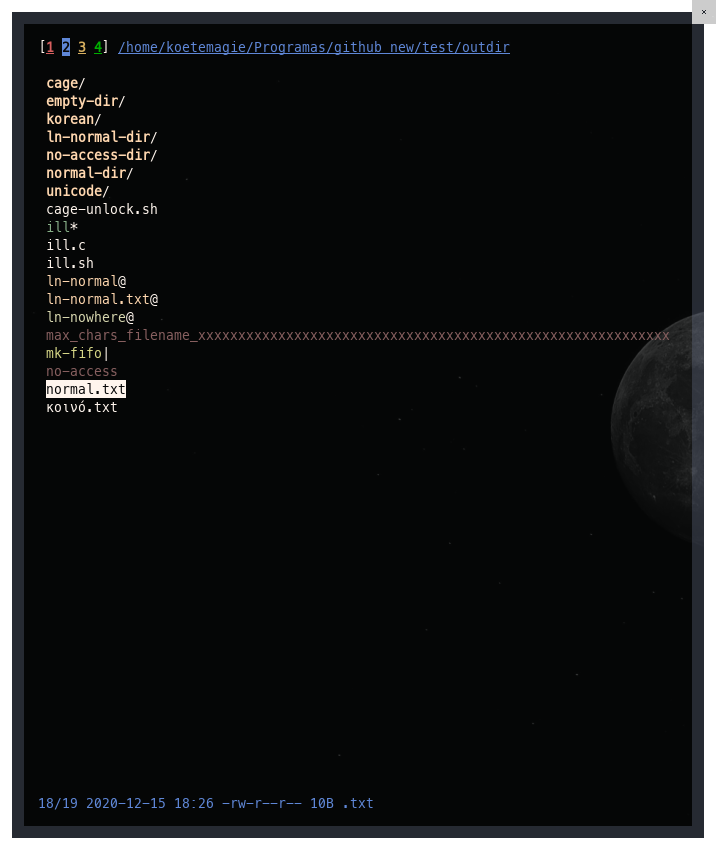 [1 2 3 4] /home/koetemagie/Programas/github_new/test/outdir
cage/
empty-dir/
korean/
ln-normal-dir/
no-access-dir/
normal-dir/
unicode/
cage-unlock.sh
ill*
ill.c
ill.sh
ln-normal@
ln-normal.txt@
ln-nowhere@
max_chars_filename_xxxxxxxxxxxxxxxxxxxxxxxxxxxxxxxxxxxxxxxxxxxxxxxxxxxxxxxxxxx
mk-fifo|
no-access
normal.txt
κοινό.txt
18/19 2020-12-15 18:26 -rw-r--r-- 10B .txt